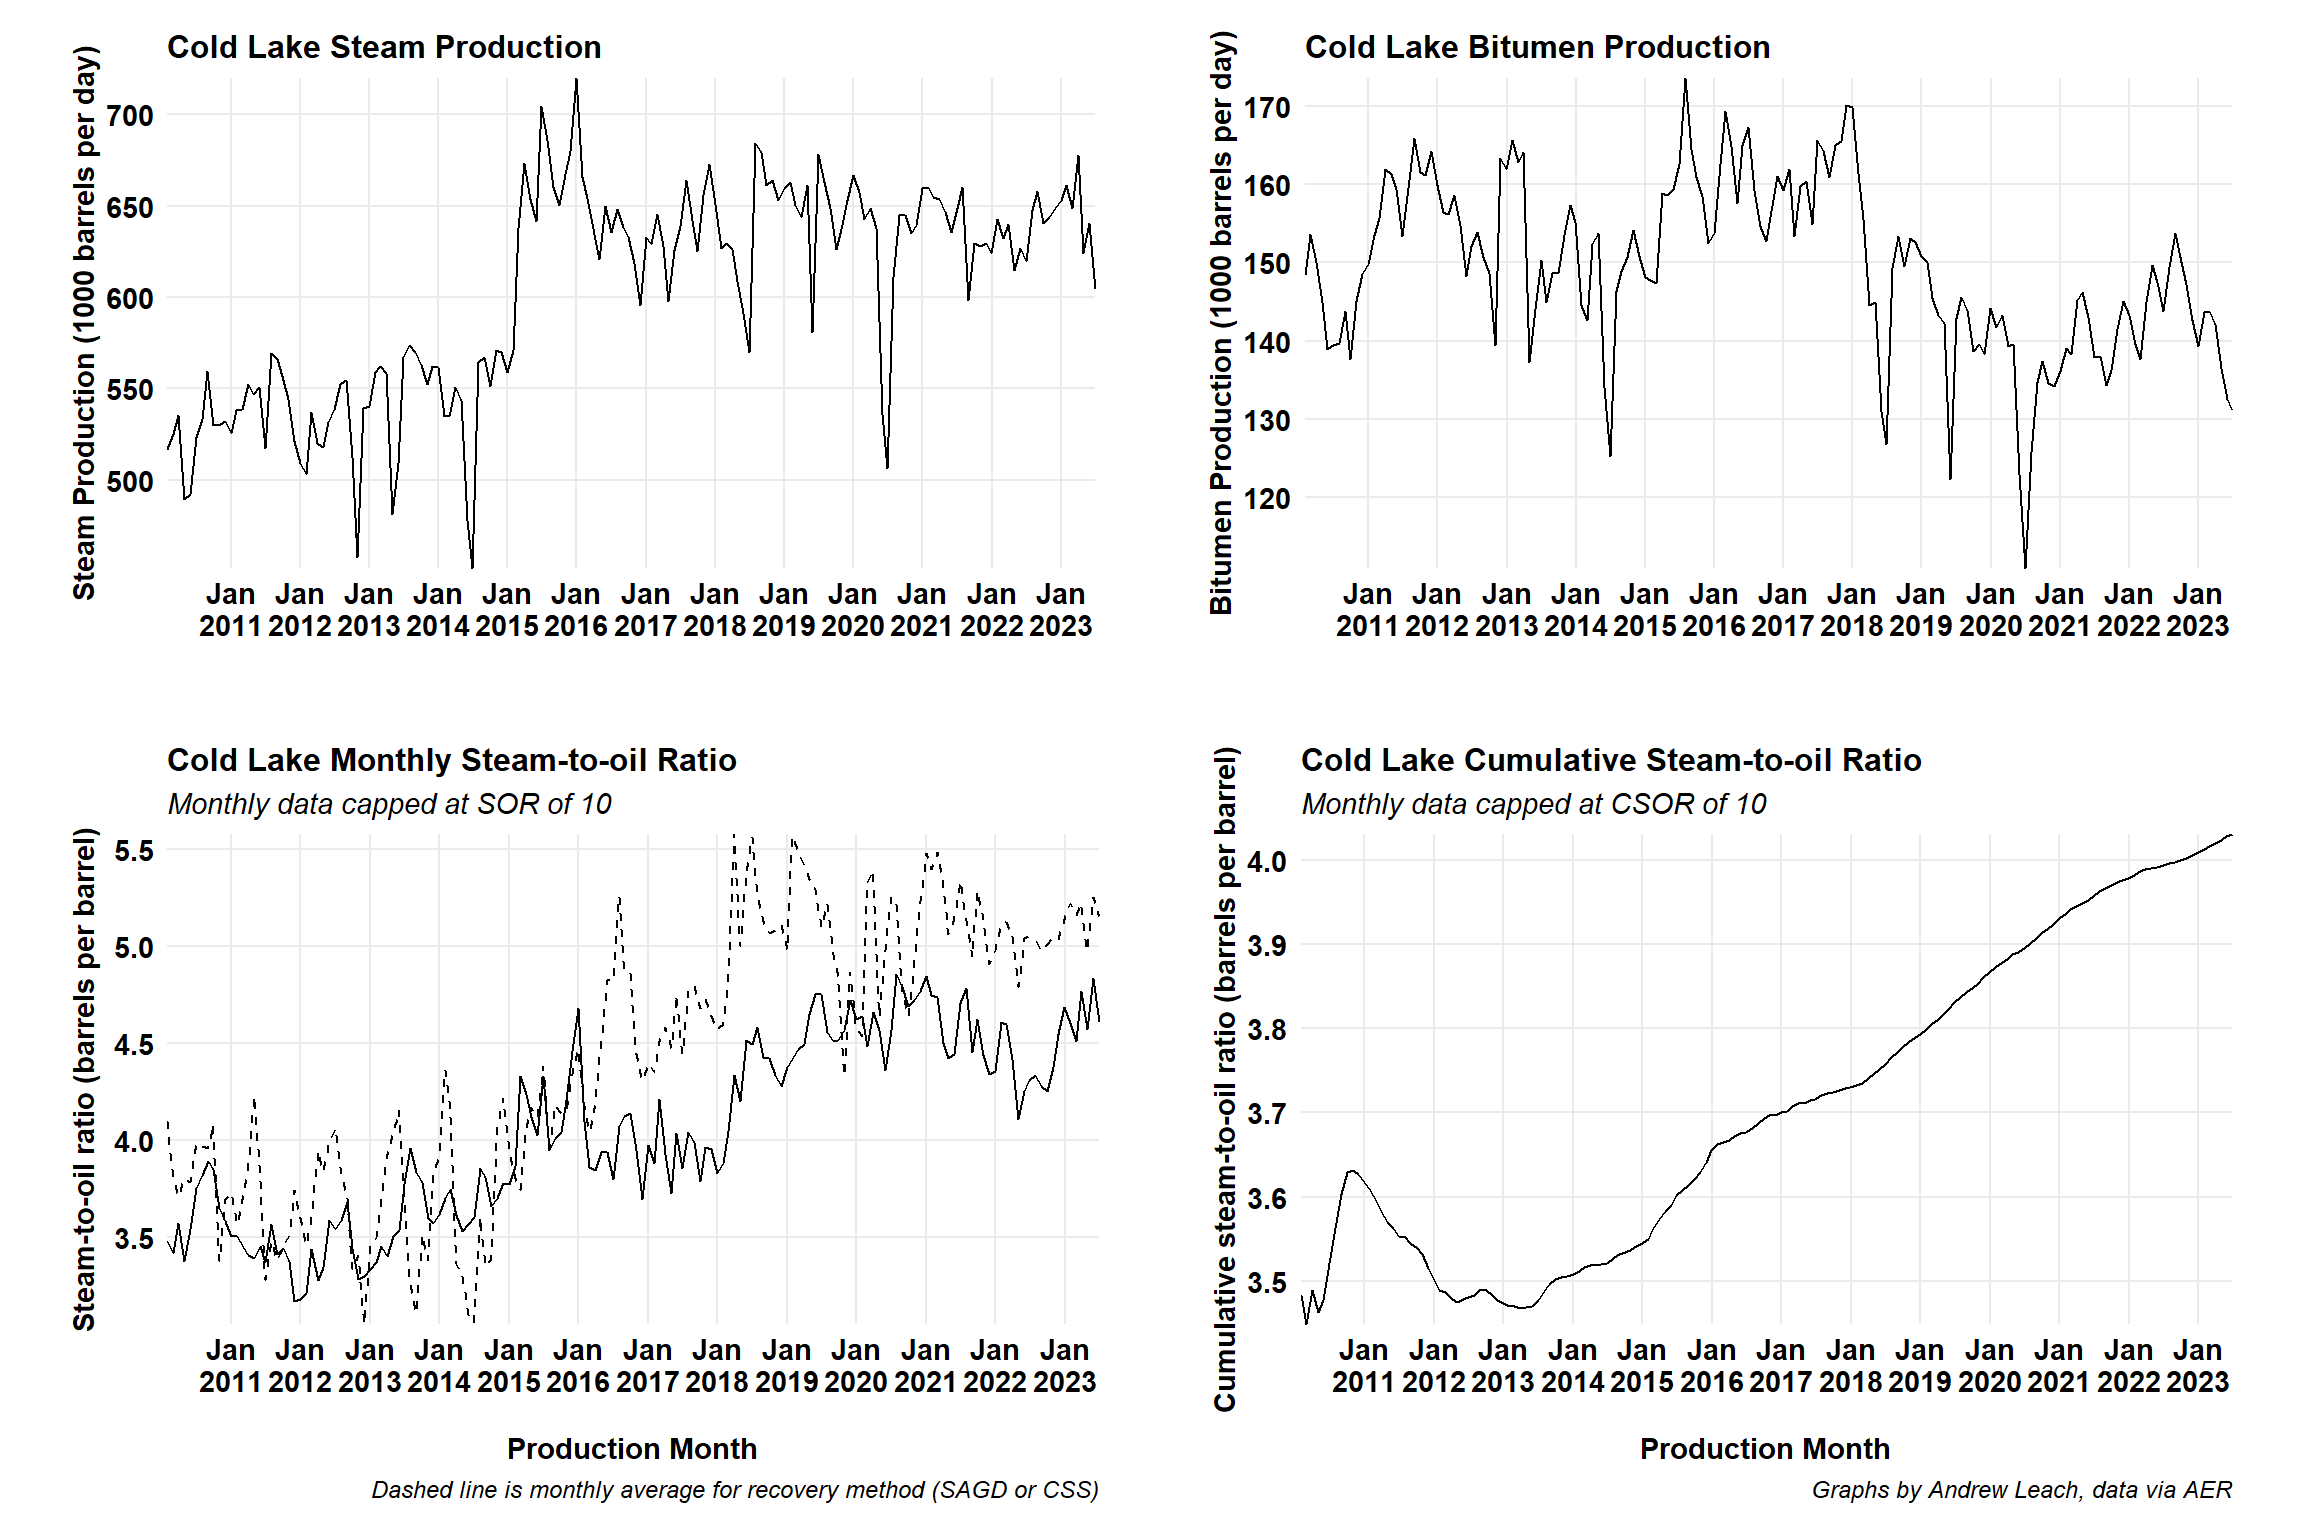 Cold Lake Steam Production
Steam Production (1000 barrels per day)
700
650
600
550
500
Jan Jan Jan Jan Jan Jan Jan Jan Jan Jan Jan Jan Jan
2011 2012 2013 2014 2015 2016 2017 2018 2019 2020 2021 2022 2023
Cold Lake Bitumen Production
Bitumen Production (1000 barrels per day)
170
160
150
140
130
120
Jan Jan Jan Jan Jan Jan Jan Jan Jan Jan Jan Jan Jan
2011 2012 2013 2014 2015 2016 2017 2018 2019 2020 2021 2022 2023
Cold Lake Monthly Steam-to-oil Ratio
Monthly data capped at SOR of 10
Steam-to-oil ratio (barrels per barrel)
5.5
5.0
4.5
4.0
3.5
Jan Jan Jan Jan Jan Jan Jan Jan Jan Jan Jan Jan Jan
2011 2012 2013 2014 2015 2016 2017 2018 2019 2020 2021 2022 2023
Production Month
Dashed line is monthly average for recovery method (SAGD or CSS)
Cold Lake Cumulative Steam-to-oil Ratio
Monthly data capped at CSOR of 10
Cumulative steam-to-oil ratio (barrels per barrel)
4.0
3.9
3.8
3.7
3.6
3.5
Jan Jan Jan Jan Jan Jan Jan Jan Jan Jan Jan Jan Jan
2011 2012 2013 2014 2015 2016 2017 2018 2019 2020 2021 2022 2023
Production Month
Graphs by Andrew Leach, data via AER